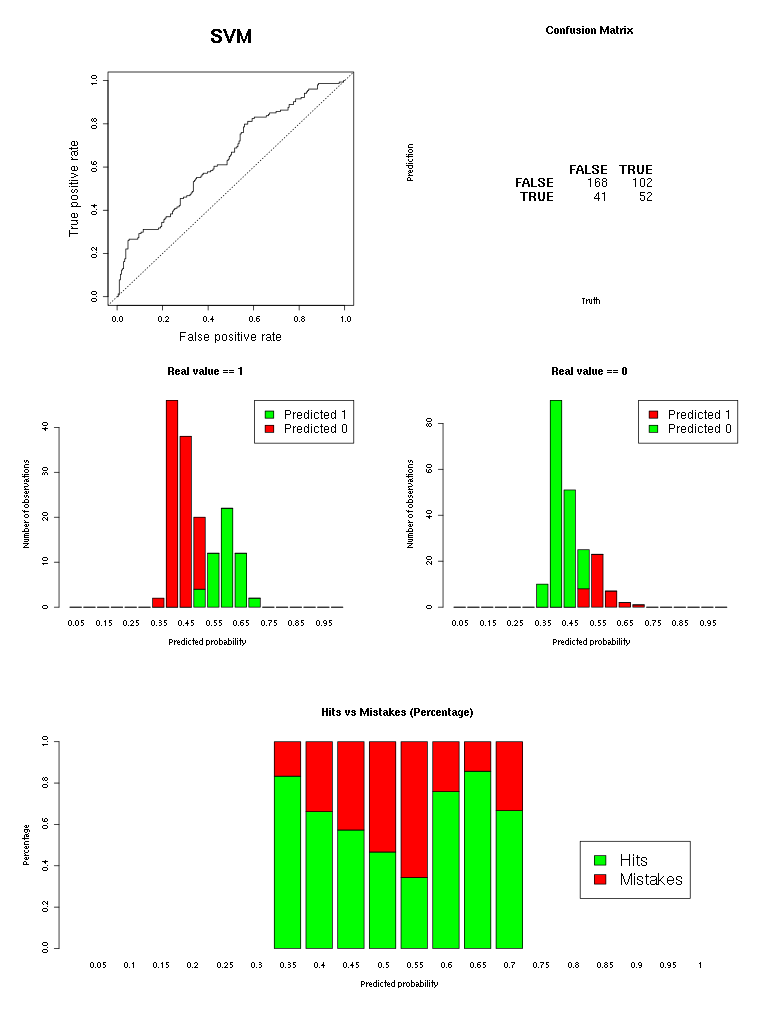 SVM
True positive rate
0.0 0.2 0.4 0.6 0.8 1.0
0.0 0.2 0.4 0.6 0.8 1.0
False positive rate
Confusion Matrix
Prediction
FALSE TRUE
FALSE 168 102
TRUE 41 52
Truth
Real value == 1
Predicted 1
Predicted 0
Number of observations
0 10 20 30 40
0.05 0.15 0.25 0.35 0.45 0.55 0.65 0.75 0.85 0.95
Predicted probability
Real value == 0
Predicted 1
Predicted 0
Number of observations
0 20 40 60 80
0.05 0.15 0.25 0.35 0.45 0.55 0.65 0.75 0.85 0.95
Predicted probability
Hits vs Mistakes (Percentage)
Percentage
0.0 0.2 0.4 0.6 0.8 1.0
Hits
Mistakes
0.05 0.1 0.15 0.2 0.25 0.3 0.35 0.4 0.45 0.5 0.55 0.6 0.65 0.7 0.75 0.8 0.85 0.9 0.95 1
Predicted probability